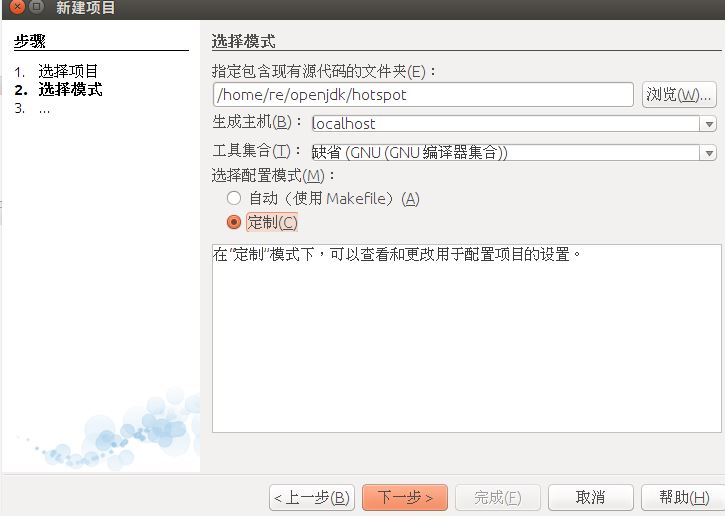 新建项目
步骤
1. 选择项目
2. 选择模式
3. ...
选择模式
指定包含现有源代码的文件夹(E)：
/home/re/openjdk/hotspot
浏览(W)...
生成主机(B)：
localhost
工具集合(T)：
缺省 (GNU (GNU 编译器集合))
选择配置模式(M)：
自动（使用 Makefile）(A)
定制(C)
在“定制”模式下，可以查看和更改用于配置项目的设置。
< 上一步(B)
下一步 >
完成(F)
取消
帮助(H)